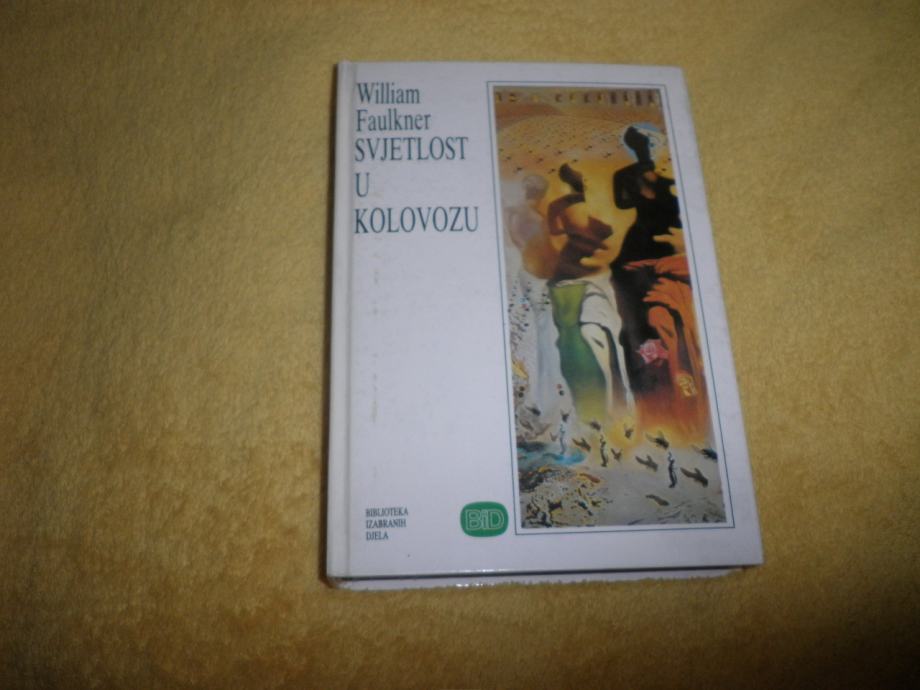 William
Faulkner
SVJETLOST
U
KOLOVOZU
BIBLIOTEKA
IZABRANIH
DJELA
BiD